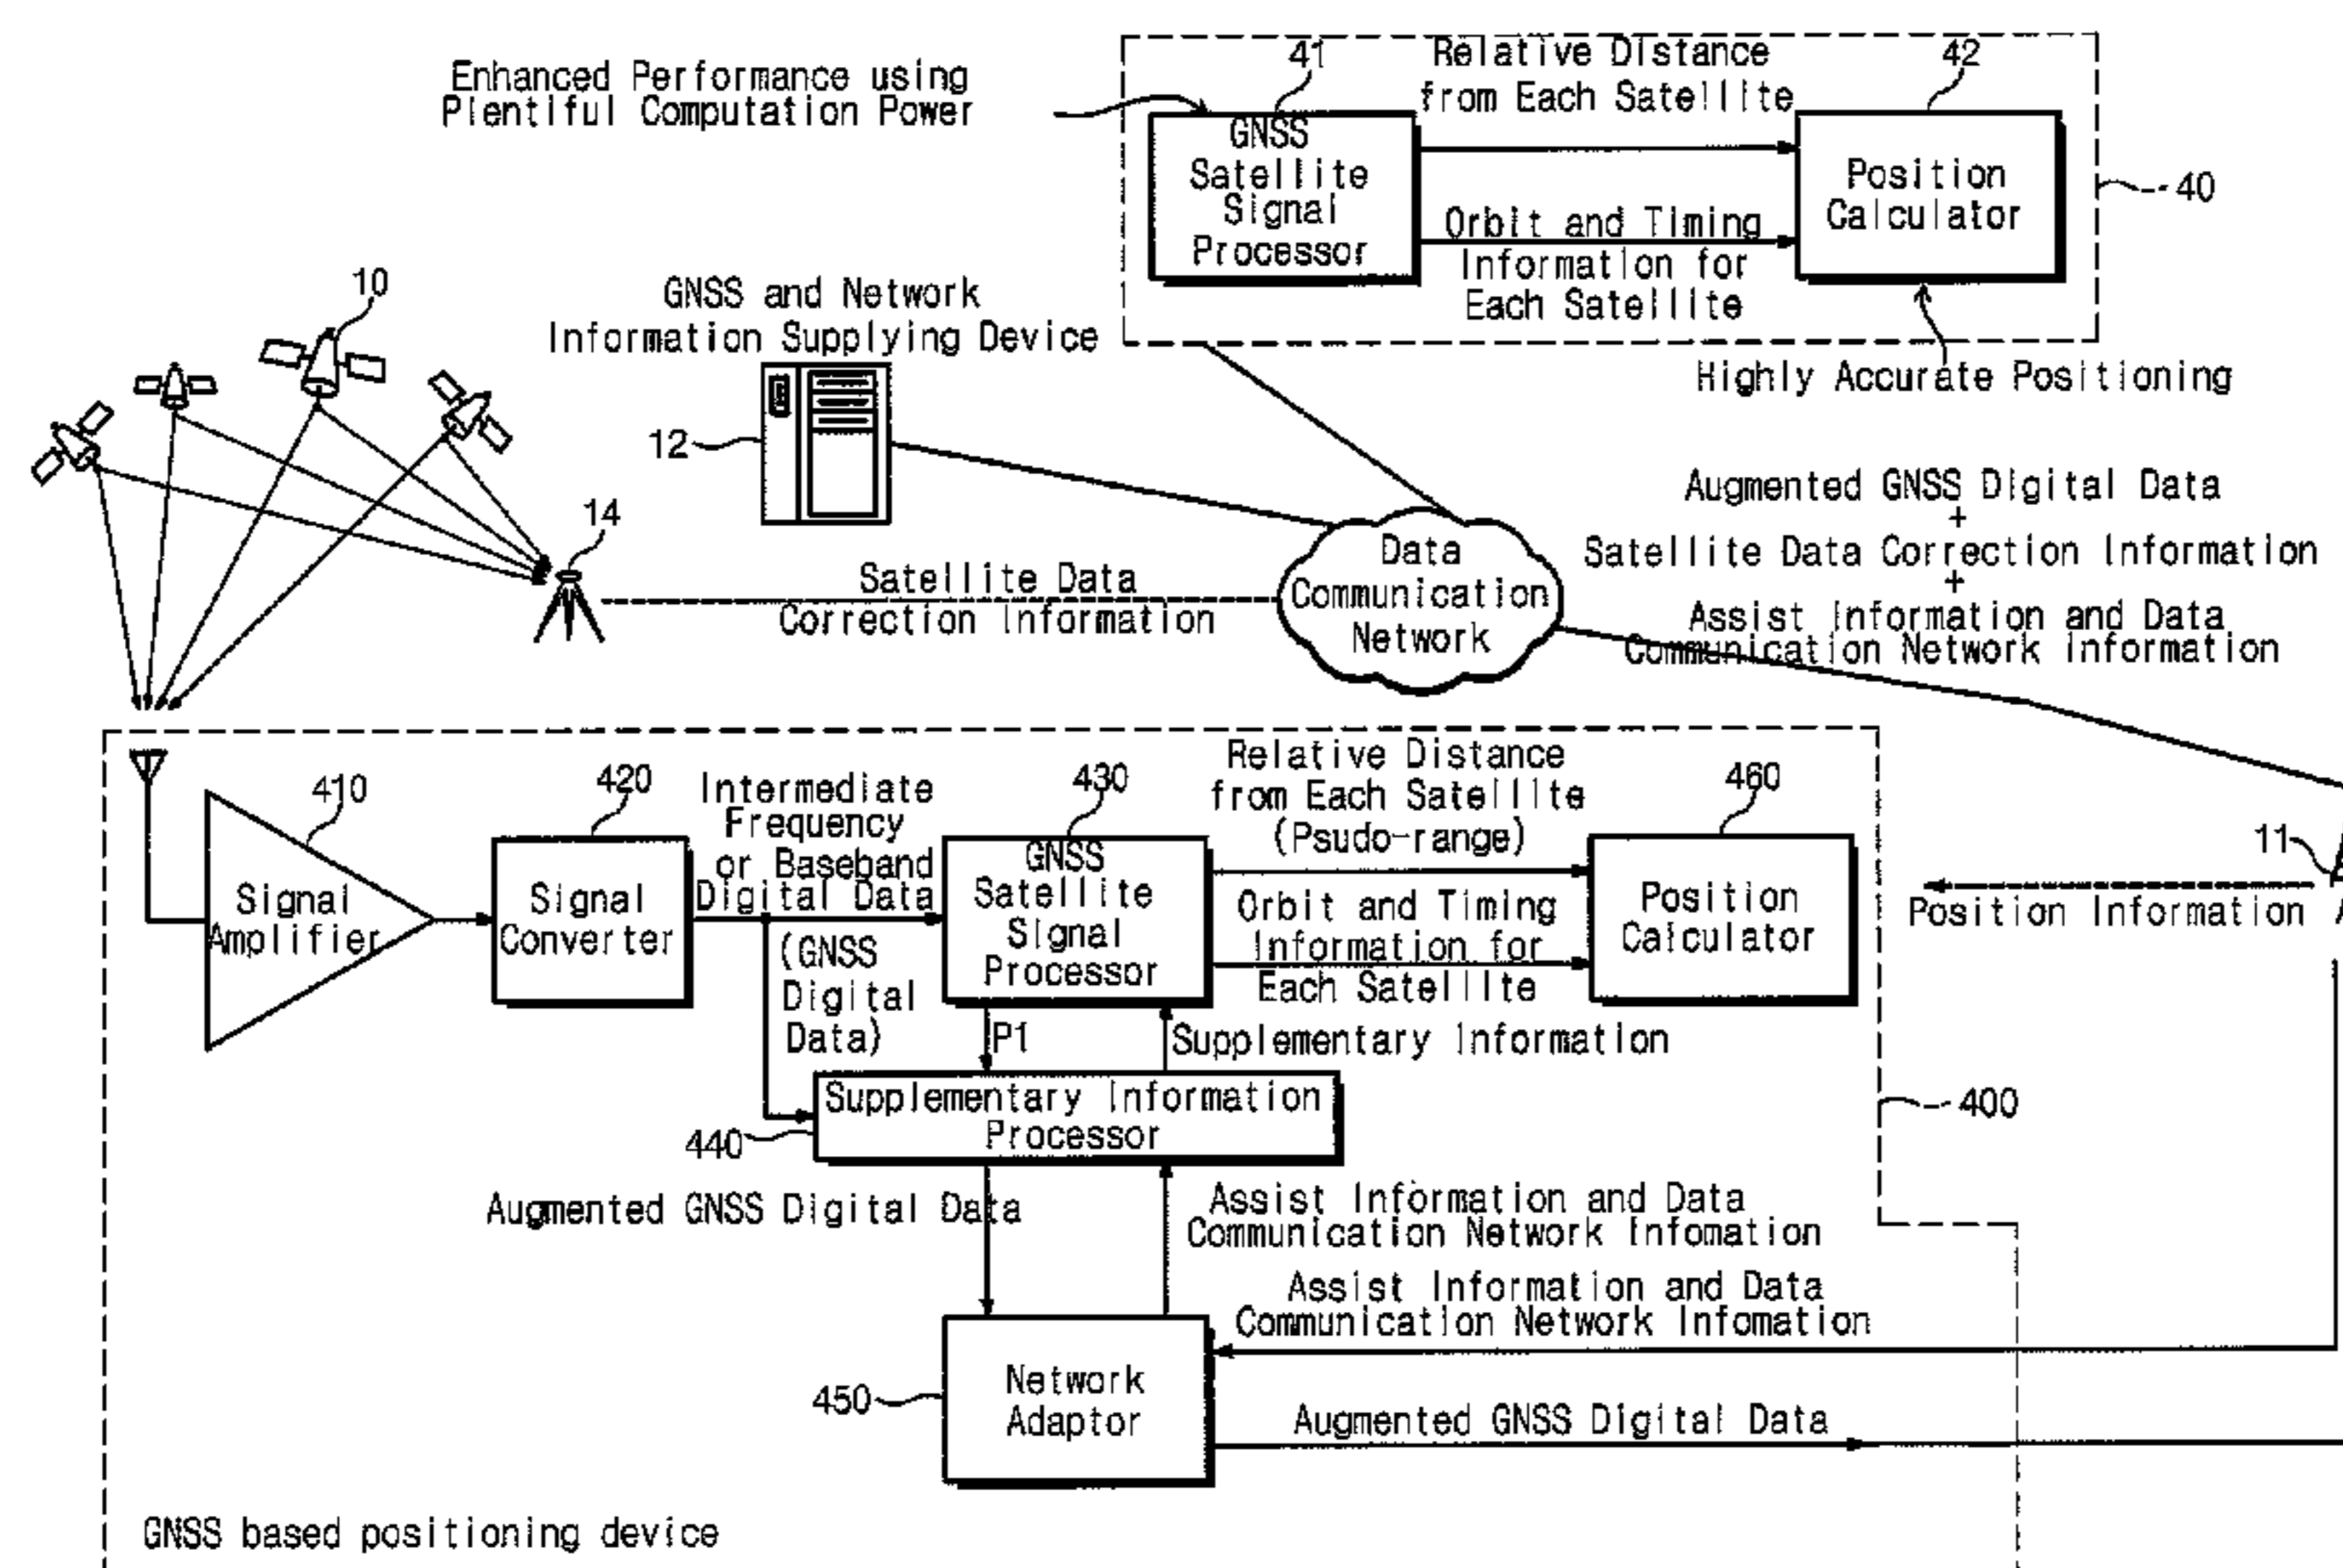 Enhanced Performance using
Plentiful Computation Power
41
Relative Distance
from Each Satellite
42
GNSS
Satellite
Signal
Processor
Orbit and Timing
Information for
Each Satellite
Position
Calculator
40
Highly Accurate Positioning
10
GNSS and Network
Information Supplying Device
12
14
Satellite Data
Correction Information
Data
Communication
Network
Augmented GNSS Digital Data
+
Satellite Data Correction Information
+
Assist Information and Data
Communication Network Information
410
Signal
Amplifier
420
Signal
Converter
Intermediate
Frequency
or Baseband
Digital Data
(GNSS
Digital
Data)
430
GNSS
Satellite
Signal
Processor
Relative Distance
from Each Satellite
(Psudo-range)
Orbit and Timing
Information for
Each Satellite
460
Position
Calculator
11
Position Information
P1
Supplementary Information
Supplementary Information
Processor
440
400
Augmented GNSS Digital Data
Assist Information and Data
Communication Network Infomation
Assist Information and Data
Communication Network Infomation
450
Network
Adaptor
Augmented GNSS Digital Data
GNSS based positioning device